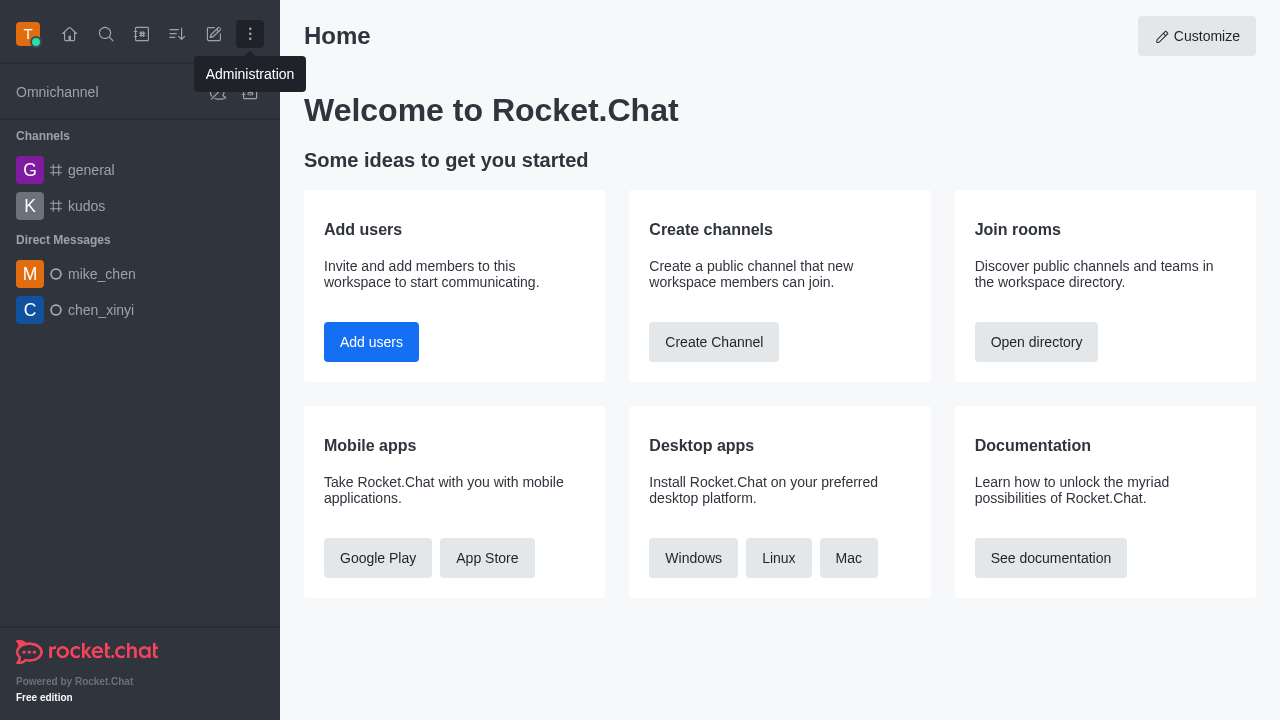 T
Home
Customize
Administration
Omnichannel
Welcome to Rocket.Chat
Channels
Some ideas to get you started
G general
K kudos
Direct Messages
M mike_chen
C chen_xinyi
Add users
Invite and add members to this
workspace to start communicating.
Add users
Create channels
Create a public channel that new
workspace members can join.
Create Channel
Join rooms
Discover public channels and teams in
the workspace directory.
Open directory
Mobile apps
Take Rocket.Chat with you with mobile
applications.
Google Play App Store
Desktop apps
Install Rocket.Chat on your preferred
desktop platform.
Windows Linux Mac
Documentation
Learn how to unlock the myriad
possibilities of Rocket.Chat.
See documentation
rocket.chat
Powered by Rocket.Chat
Free edition